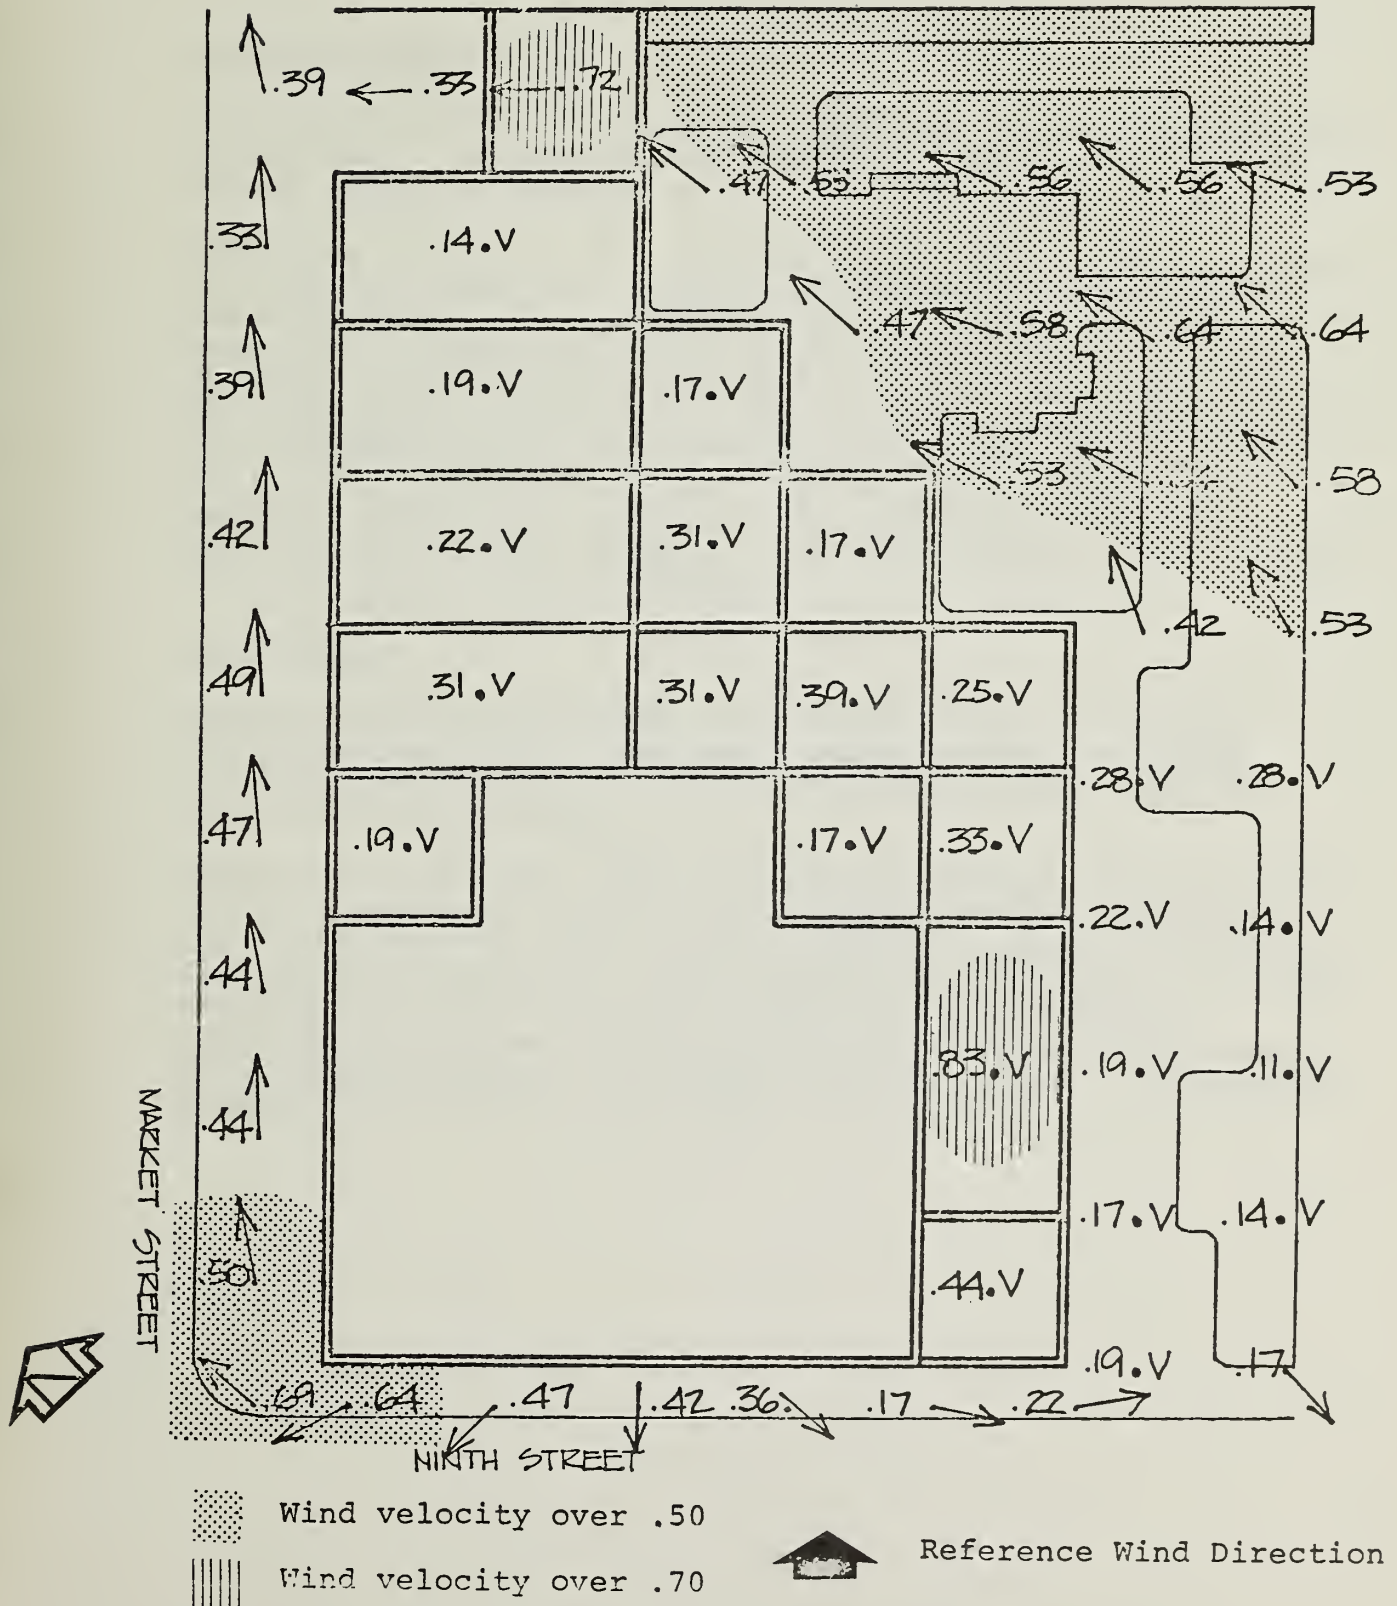 .39 .33 .72
.47 .53 .56 .56 .53
.33 .14.V
.47 .58 .64 .64
.39 .19.V .17.V
.53 .58
.42 .22.V .31.V .17.V
.42 .53
.49 .31.V .31.V .39.V .25.V
.28.V .28.V
.47 .19.V .17.V .33.V
.22.V .14.V
.44
.83.V .19.V .11.V
.44
MARKET STREET
.17.V .14.V
.50 .44.V
.19.V .17
.69 .64 .47 .42 .36 .17 .22
NINTH STREET
Wind velocity over .50
Reference Wind Direction
Wind velocity over .70